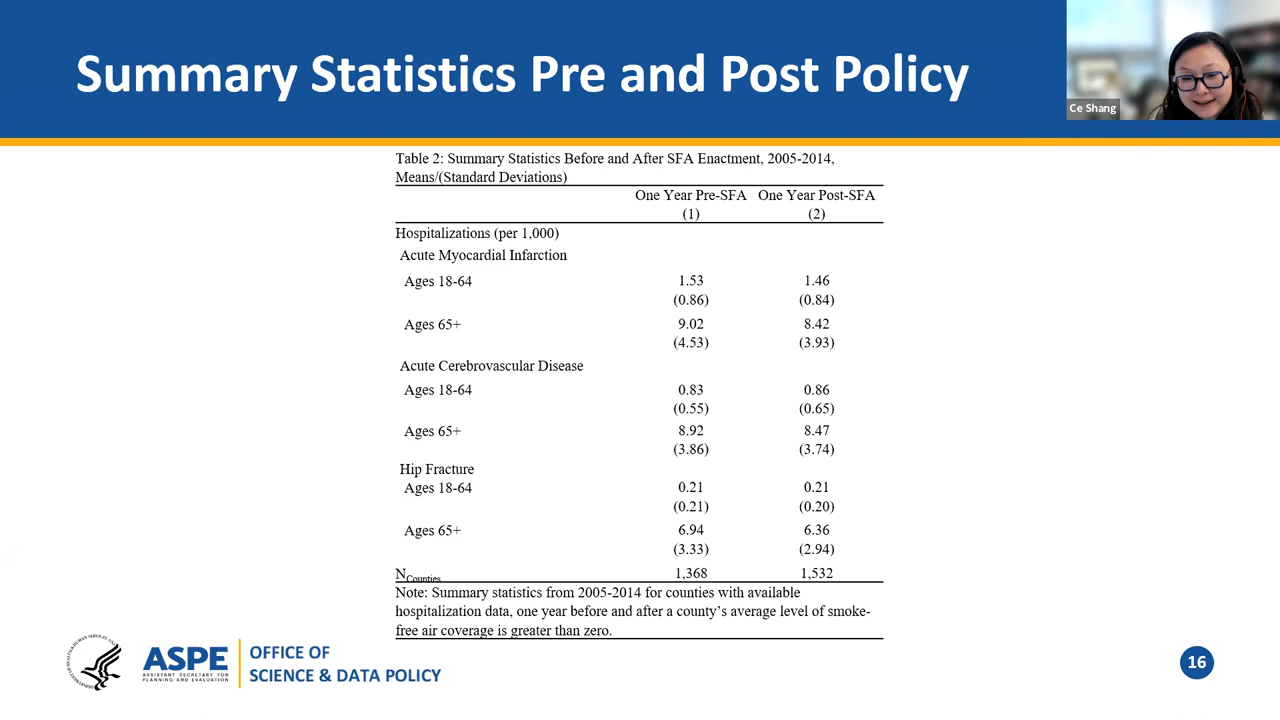 Summary Statistics Pre and Post Policy
Ce Shang
Table 2: Summary Statistics Before and After SFA Enactment, 2005-2014,
Means/(Standard Deviations)
One Year Pre-SFA One Year Post-SFA
(1) (2)
Hospitalizations (per 1,000)
Acute Myocardial Infarction
Ages 18-64 1.53 1.46
(0.86) (0.84)
Ages 65+ 9.02 8.42
(4.53) (3.93)
Acute Cerebrovascular Disease
Ages 18-64 0.83 0.86
(0.55) (0.65)
Ages 65+ 8.92 8.47
(3.86) (3.74)
Hip Fracture
Ages 18-64 0.21 0.21
(0.21) (0.20)
Ages 65+ 6.94 6.36
(3.33) (2.94)
NCounties 1,368 1,532
Note: Summary statistics from 2005-2014 for counties with available
hospitalization data, one year before and after a county's average level of smoke-
free air coverage is greater than zero.
ASPE
ASSISTANT SECRETARY FOR
PLANNING AND EVALUATION
OFFICE OF
SCIENCE & DATA POLICY
16